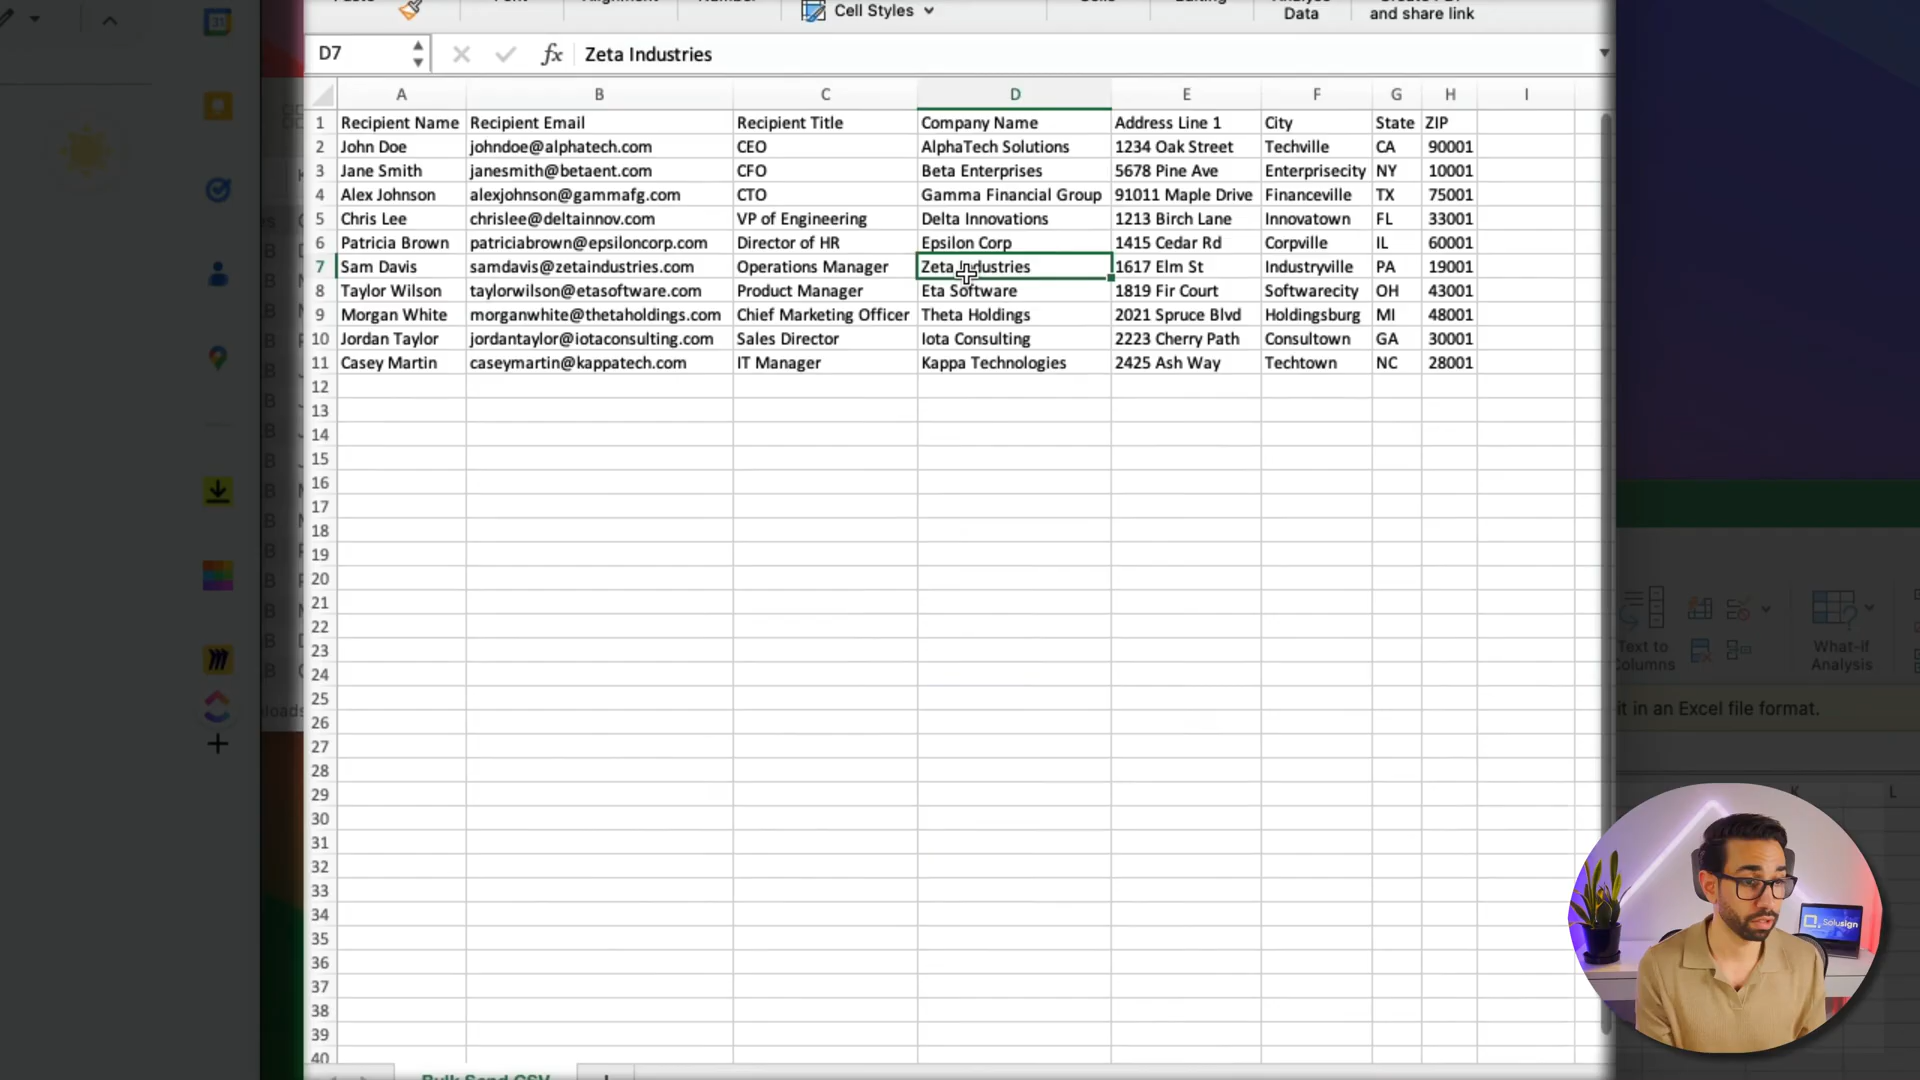 Cell Styles
Data
and share link
D7 fx Zeta Industries
A B C D E F G H I
1 Recipient Name Recipient Email Recipient Title Company Name Address Line 1 City State ZIP
2 John Doe johndoe@alphatech.com CEO AlphaTech Solutions 1234 Oak Street Techville CA 90001
3 Jane Smith janesmith@betaent.com CFO Beta Enterprises 5678 Pine Ave Enterprisecity NY 10001
4 Alex Johnson alexjohnson@gammafg.com CTO Gamma Financial Group 91011 Maple Drive Financeville TX 75001
5 Chris Lee chrislee@deltainnov.com VP of Engineering Delta Innovations 1213 Birch Lane Innovatown FL 33001
6 Patricia Brown patriciabrown@epsiloncorp.com Director of HR Epsilon Corp 1415 Cedar Rd Corpville IL 60001
7 Sam Davis samdavis@zetaindustries.com Operations Manager Zeta Industries 1617 Elm St Industryville PA 19001
8 Taylor Wilson taylorwilson@etasoftware.com Product Manager Eta Software 1819 Fir Court Softwarecity OH 43001
9 Morgan White morganwhite@thetaholdings.com Chief Marketing Officer Theta Holdings 2021 Spruce Blvd Holdingsburg MI 48001
10 Jordan Taylor jordantaylor@iotaconsulting.com Sales Director Iota Consulting 2223 Cherry Path Consultown GA 30001
11 Casey Martin caseymartin@kappatech.com IT Manager Kappa Technologies 2425 Ash Way Techtown NC 28001
12
13
14
15
16
17
18
19
20
21
22
23
24
25
26
27
28
29
30
31
32
33
34
35
36
37
38
39
40
Bulk Send CSV
31
Text to
Columns
What-if
Analysis
it in an Excel file format.
K L
Solusign